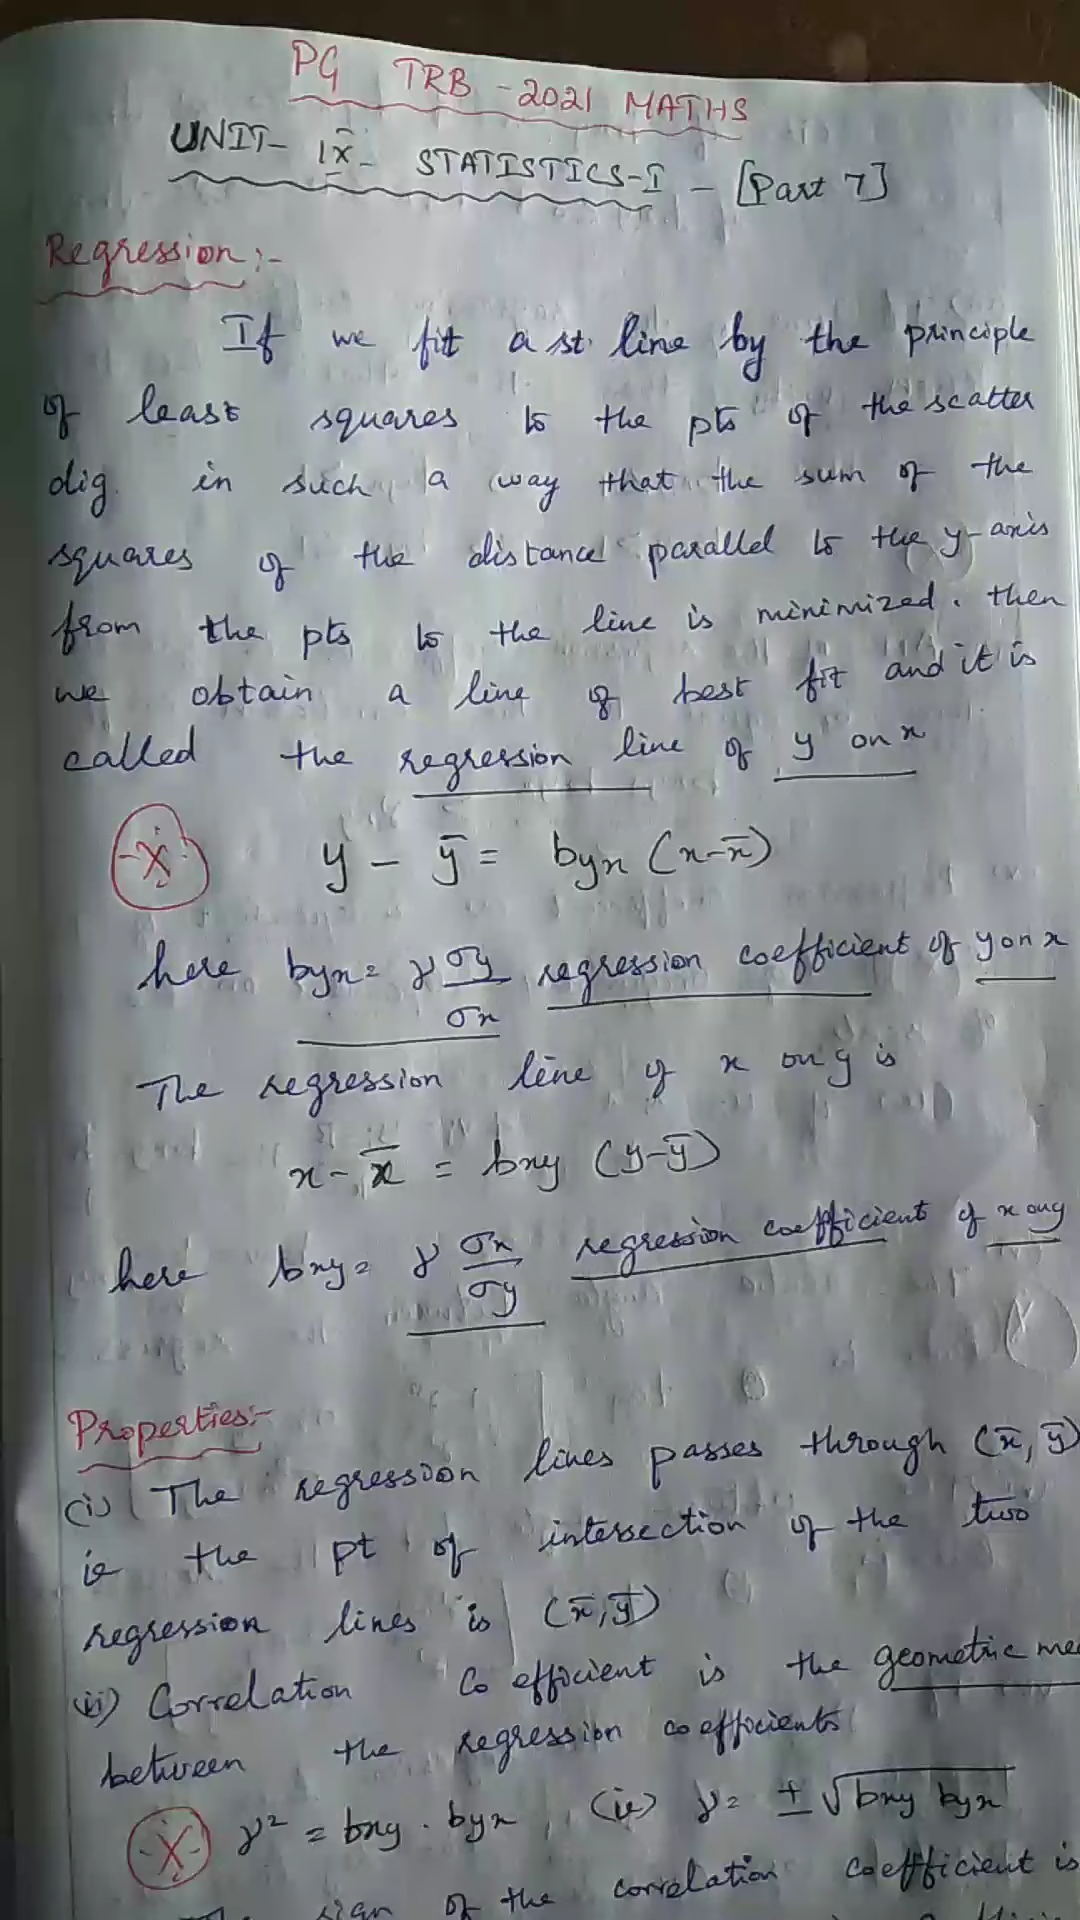 PG TRB - 2021 MATHS
UNIT- IX - STATISTICS-I - [Part 7]
Regression:-
If we fit a st. line by the principle
of least squares to the pts of the scatter
dig. in such a way that the sum of the
squares of the distance parallel to the y-axis
from the pts to the line is minimized. then
we obtain a line of best fit and it is
called the regression line of y on x
y - ȳ = byx (x-x̄)
here byx = γ σy/σx regression coefficient of y on x
The regression line of x on y is
x - x̄ = bxy (y-ȳ)
here bxy = γ σx/σy regression coefficient of x on y
Properties:-
(i) The regression lines passes through (x̄, ȳ)
ie the pt of intersection of the two
regression lines is (x̄, ȳ)
(ii) Correlation Co efficient is the geometric mea
between the regression coefficients
γ² = bxy . byx, (ie) γ = ± √bxy byx
sign of the correlation coefficient is